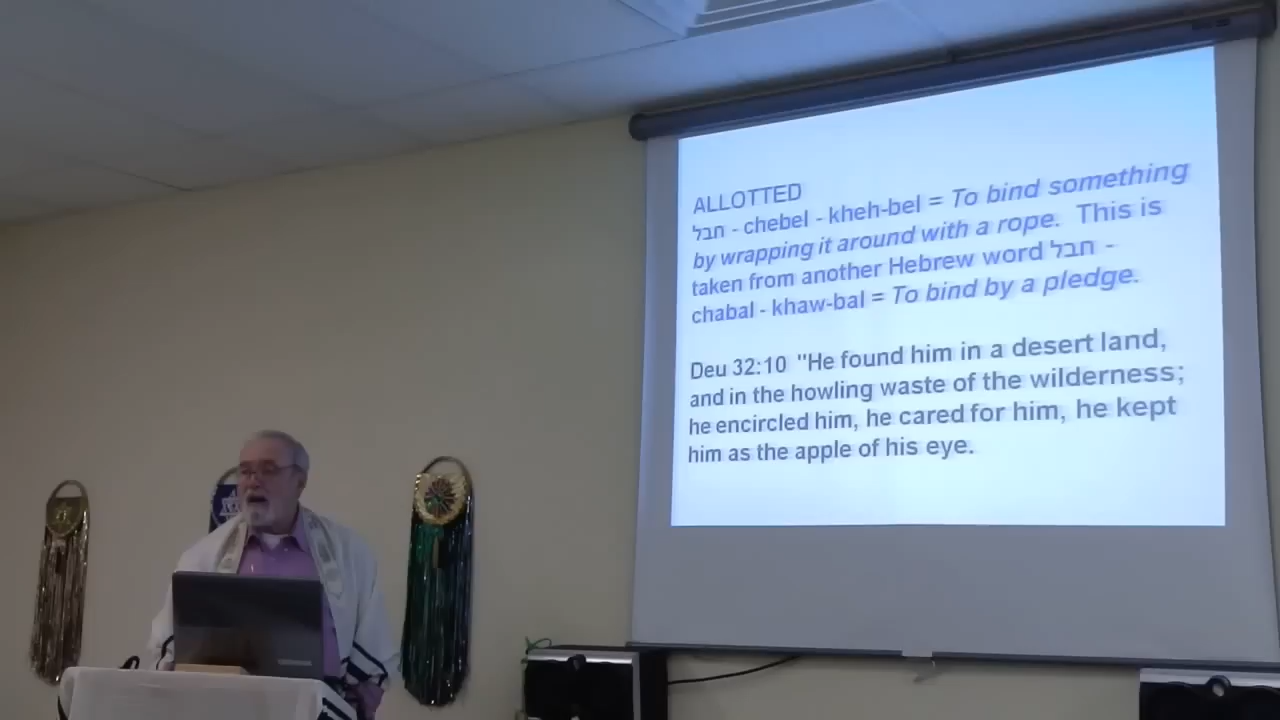 ALLOTTED
חבל - chebel - kheh-bel = To bind something
by wrapping it around with a rope. This is
taken from another Hebrew word חבל -
chabal - khaw-bal = To bind by a pledge.
Deu 32:10 "He found him in a desert land,
and in the howling waste of the wilderness;
he encircled him, he cared for him, he kept
him as the apple of his eye.